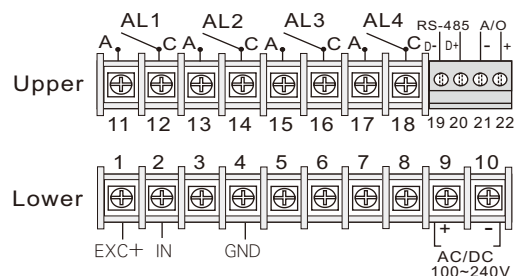 AL1 AL2 AL3 AL4
RS-485 A/O
A C A C A C A C D- D+ - +
Upper
11 12 13 14 15 16 17 18 19 20 21 22
1 2 3 4 5 6 7 8 9 10
Lower
+ -
EXC+ IN GND
AC/DC
100~240V